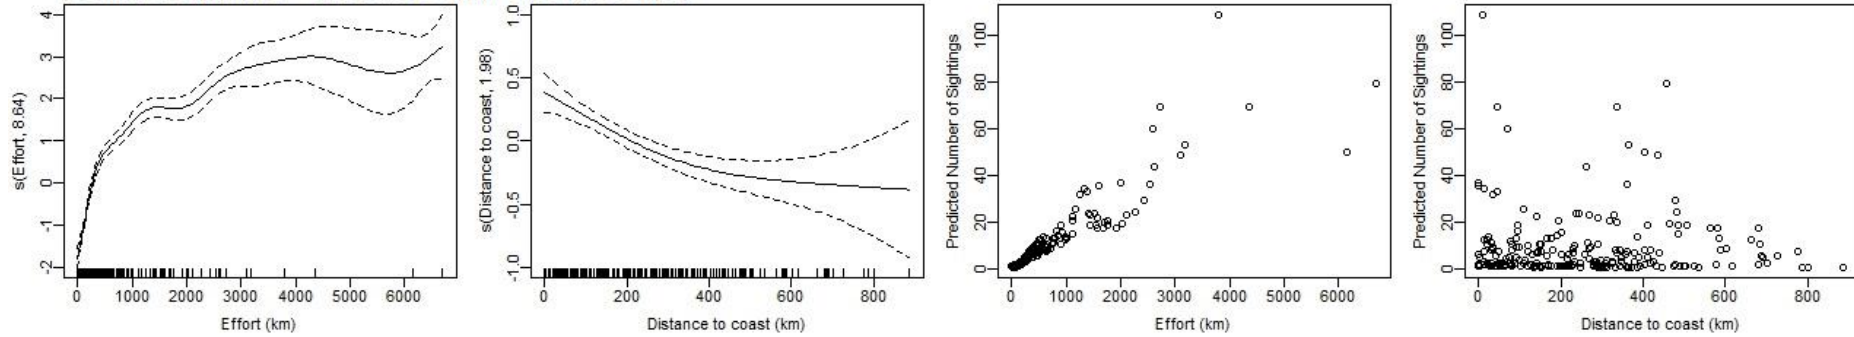 s(Effort, 8.64)
4
3
2
1
0
-1
-2
0 1000 2000 3000 4000 5000 6000
Effort (km)
s(Distance to coast, 1.98)
1.0
0.5
0.0
-0.5
-1.0
0 200 400 600 800
Distance to coast (km)
Predicted Number of Sightings
100
80
60
40
20
0
0 1000 2000 3000 4000 6000
Effort (km)
Predicted Number of Sightings
100
80
60
40
20
0
0 200 400 600 800
Distance to coast (km)